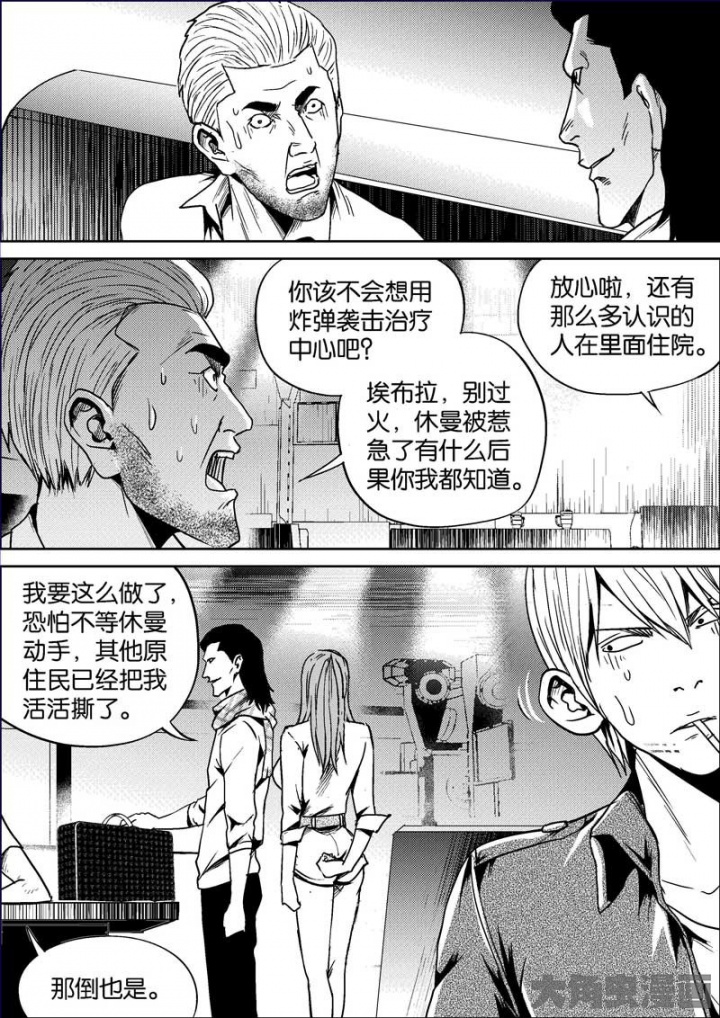 你该不会想用
炸弹袭击治疗
中心吧？
埃布拉，别过
火，休曼被惹
急了有什么后
果你我都知道。
放心啦，还有
那么多认识的
人在里面住院。
我要这么做了，
恐怕不等休曼
动手，其他原
住民已经把我
活活撕了。
那倒也是。
大角虫漫画